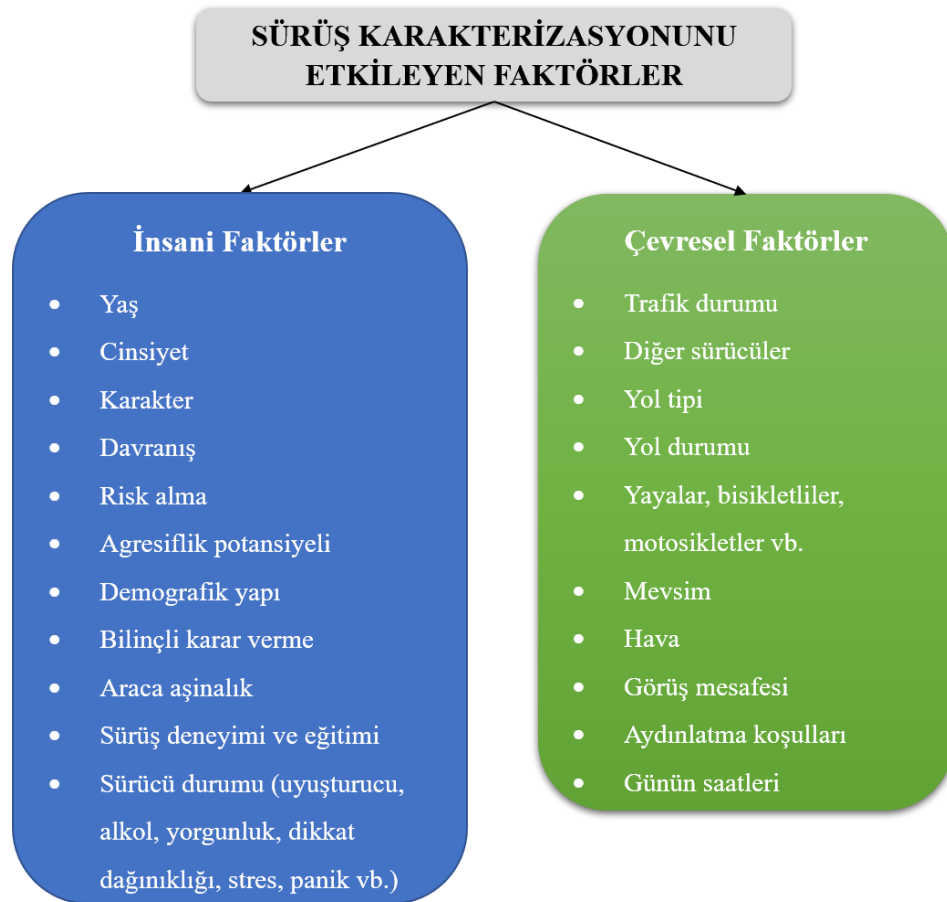 SÜRÜŞ KARAKTERİZASYONUNU
ETKİLEYEN FAKTÖRLER
İnsani Faktörler
• Yaş
• Cinsiyet
• Karakter
• Davranış
• Risk alma
• Agresiflik potansiyeli
• Demografik yapı
• Bilinçli karar verme
• Araca aşinalık
• Sürüş deneyimi ve eğitimi
• Sürücü durumu (uyuşturucu,
alkol, yorgunluk, dikkat
dağınıklığı, stres, panik vb.)
Çevresel Faktörler
• Trafik durumu
• Diğer sürücüler
• Yol tipi
• Yol durumu
• Yayalar, bisikletliler,
motosikletler vb.
• Mevsim
• Hava
• Görüş mesafesi
• Aydınlatma koşulları
• Günün saatleri